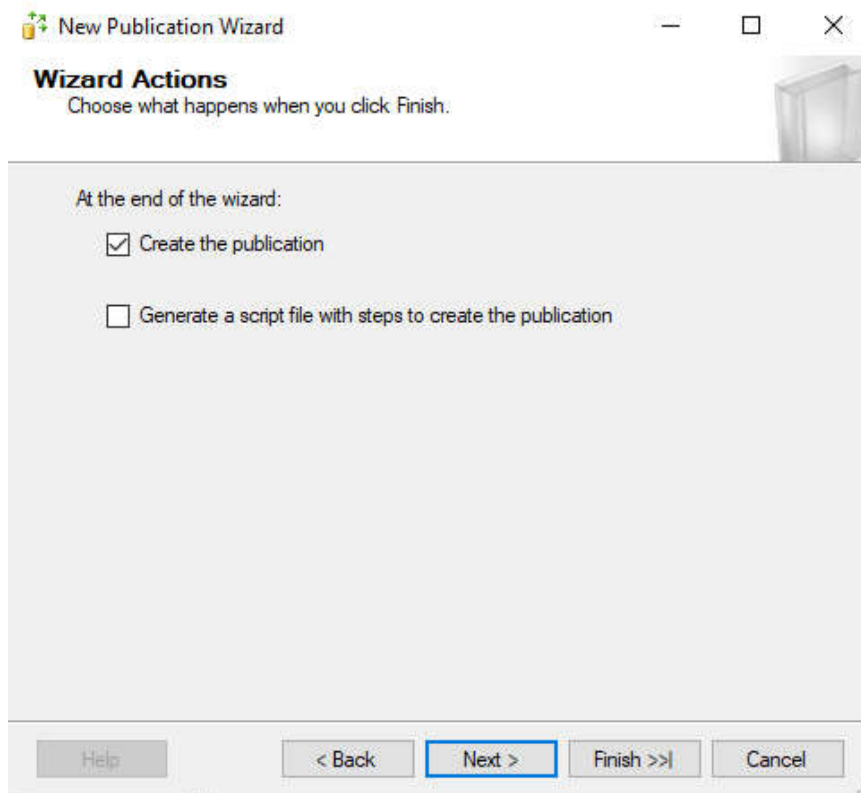 New Publication Wizard
Wizard Actions
Choose what happens when you click Finish.
At the end of the wizard:
Create the publication
Generate a script file with steps to create the publication
Help
< Back
Next >
Finish >>|
Cancel